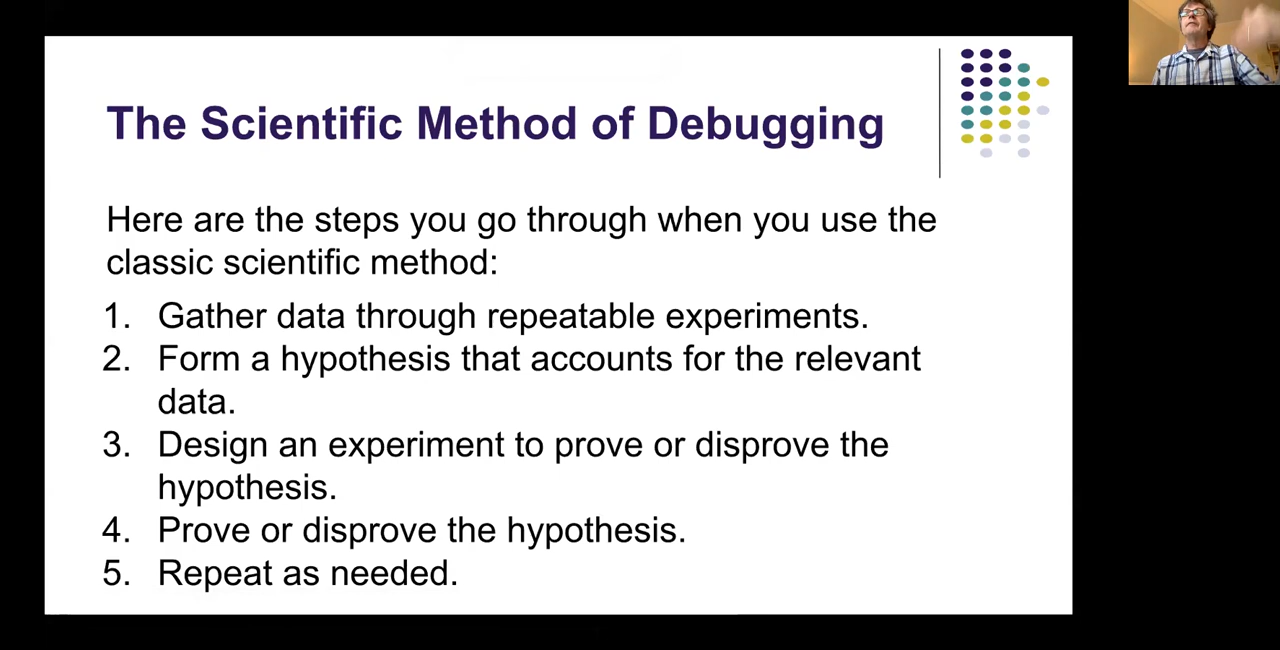 The Scientific Method of Debugging
Here are the steps you go through when you use the
classic scientific method:
1. Gather data through repeatable experiments.
2. Form a hypothesis that accounts for the relevant
data.
3. Design an experiment to prove or disprove the
hypothesis.
4. Prove or disprove the hypothesis.
5. Repeat as needed.